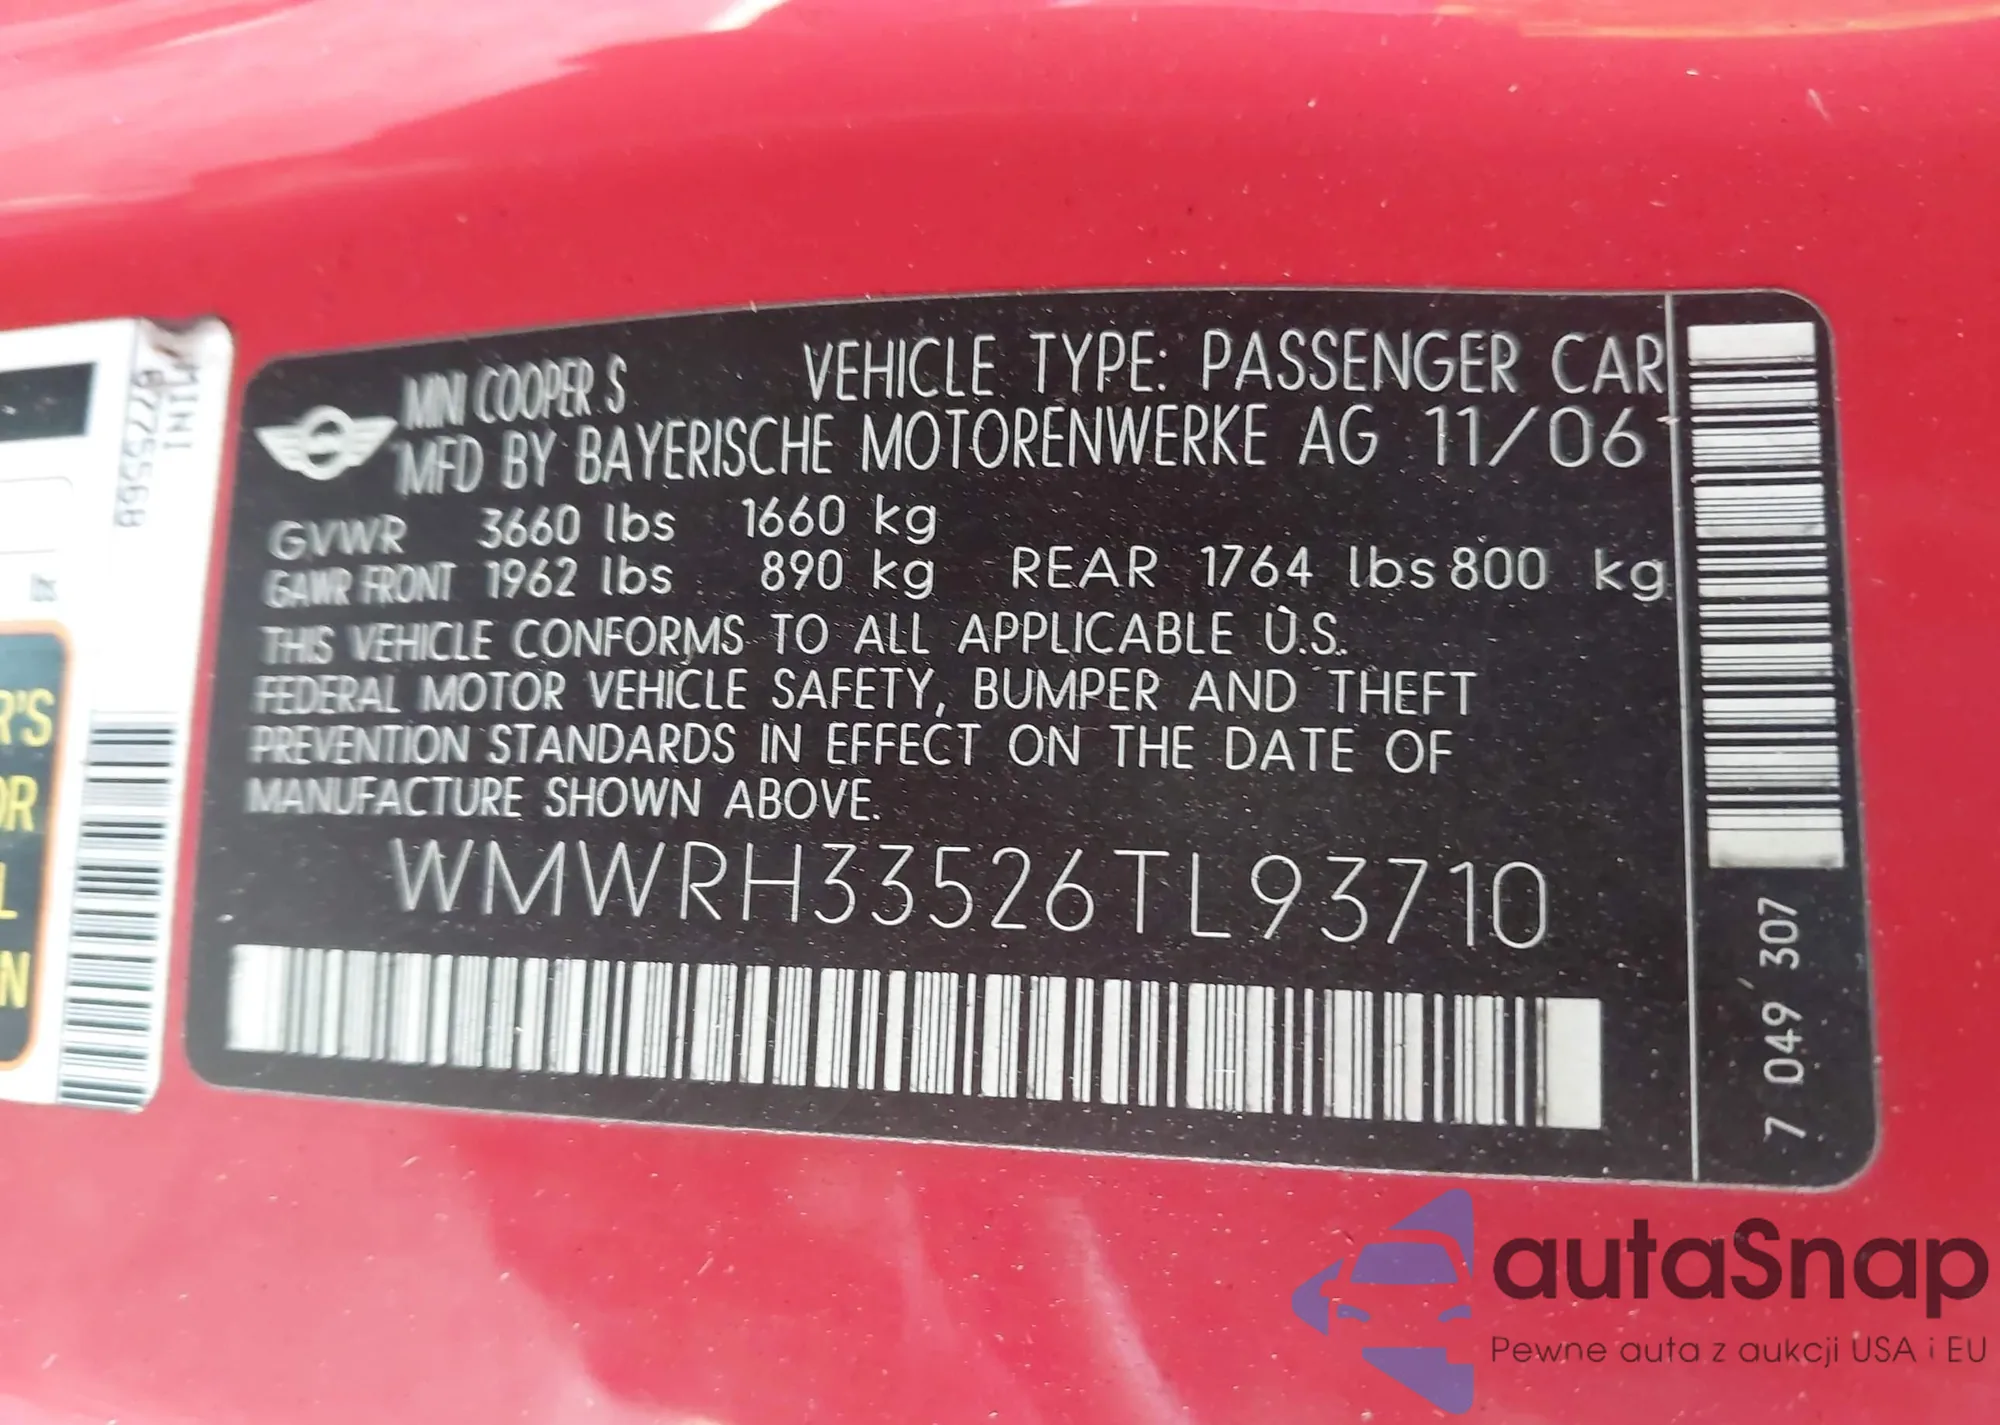 MINI COOPER S VEHICLE TYPE: PASSENGER CAR
MFD BY BAYERISCHE MOTORENWERKE AG 11/06
GVWR 3660 lbs 1660 kg
GAWR FRONT 1962 lbs 890 kg REAR 1764 lbs 800 kg
THIS VEHICLE CONFORMS TO ALL APPLICABLE U.S.
FEDERAL MOTOR VEHICLE SAFETY, BUMPER AND THEFT
PREVENTION STANDARDS IN EFFECT ON THE DATE OF
MANUFACTURE SHOWN ABOVE.
WMWRH33526TL93710
7 049 307
MINI
6775568
R'S
OR
L
N
autaSnap
Pewne auta z aukcji USA i EU